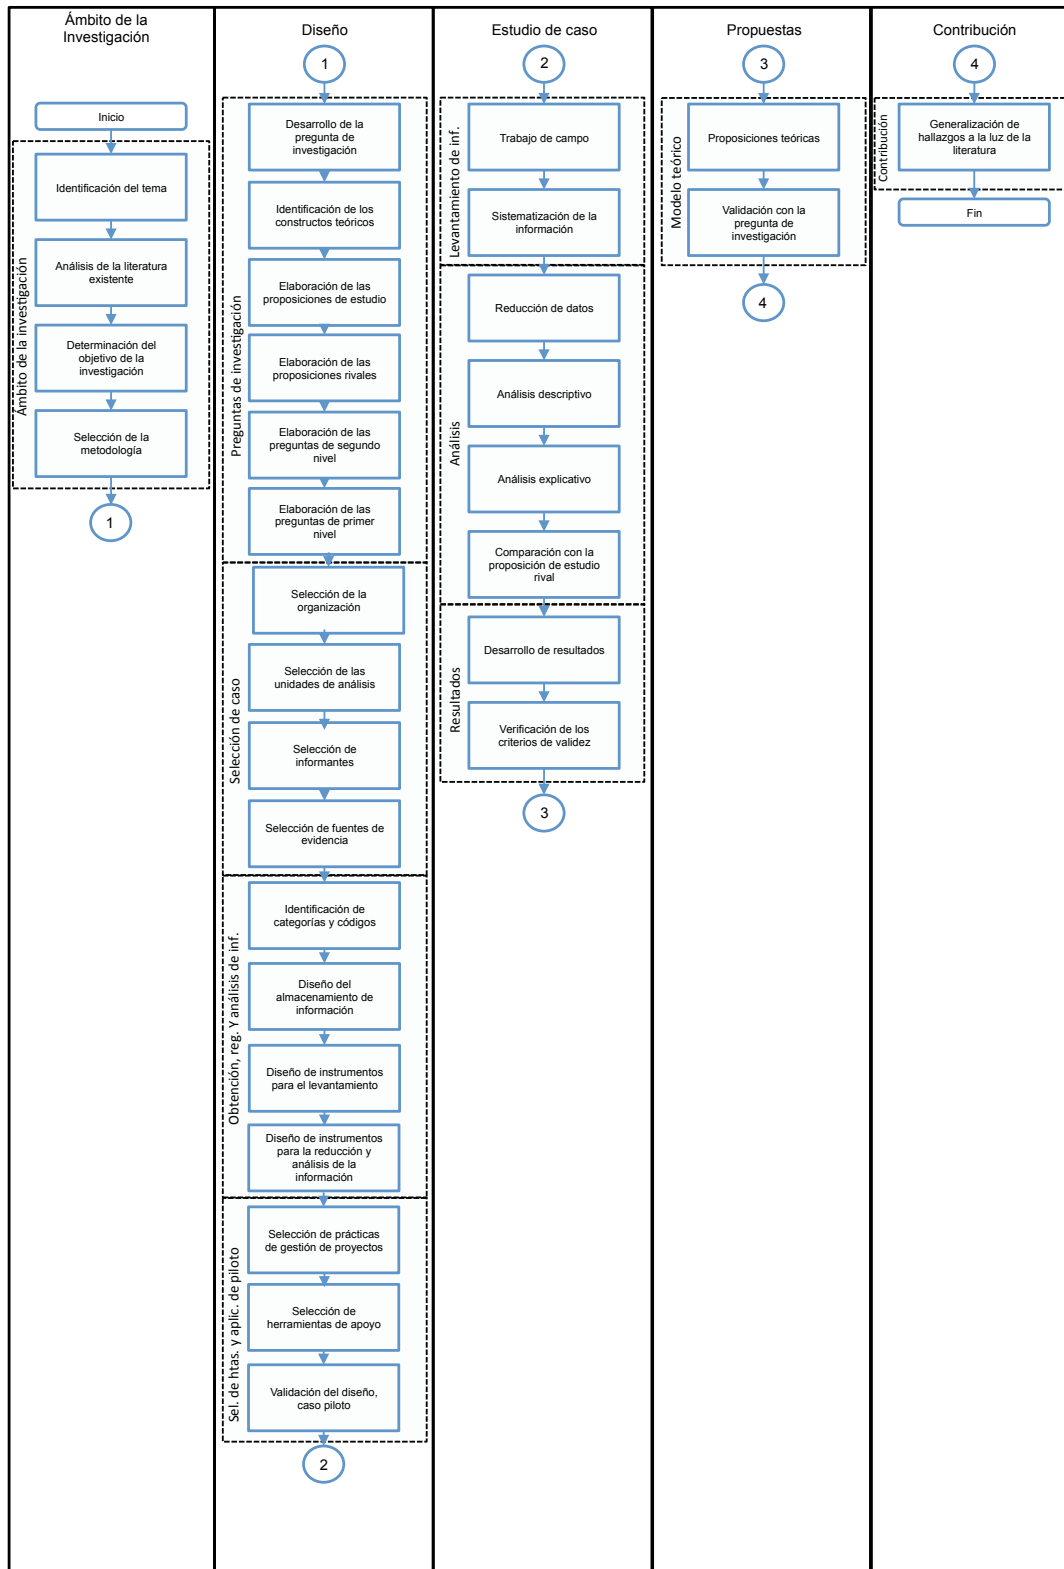 Ámbito de la
Investigación
Inicio
Ámbito de la investigación
Identificación del tema
Análisis de la literatura
existente
Determinación del
objetivo de la
investigación
Selección de la
metodología
1
Diseño
1
Preguntas de investigación
Desarrollo de la
pregunta de
investigación
Identificación de los
constructos teóricos
Elaboración de las
proposiciones de estudio
Elaboración de las
proposiciones rivales
Elaboración de las
preguntas de segundo
nivel
Elaboración de las
preguntas de primer
nivel
Selección de caso
Selección de la
organización
Selección de las
unidades de análisis
Selección de
informantes
Selección de fuentes de
evidencia
Obtención, reg. Y análisis de inf.
Identificación de
categorías y códigos
Diseño del
almacenamiento de
información
Diseño de instrumentos
para el levantamiento
Diseño de instrumentos
para la reducción y
análisis de la
información
Sel. de htas. y aplic. de piloto
Selección de prácticas
de gestión de proyectos
Selección de
herramientas de apoyo
Validación del diseño,
caso piloto
2
Estudio de caso
2
Levantamiento de inf.
Trabajo de campo
Sistematización de la
información
Análisis
Reducción de datos
Análisis descriptivo
Análisis explicativo
Comparación con la
proposición de estudio
rival
Resultados
Desarrollo de resultados
Verificación de los
criterios de validez
3
Propuestas
3
Modelo teórico
Proposiciones teóricas
Validación con la
pregunta de
investigación
4
Contribución
4
Contribución
Generalización de
hallazgos a la luz de la
literatura
Fin